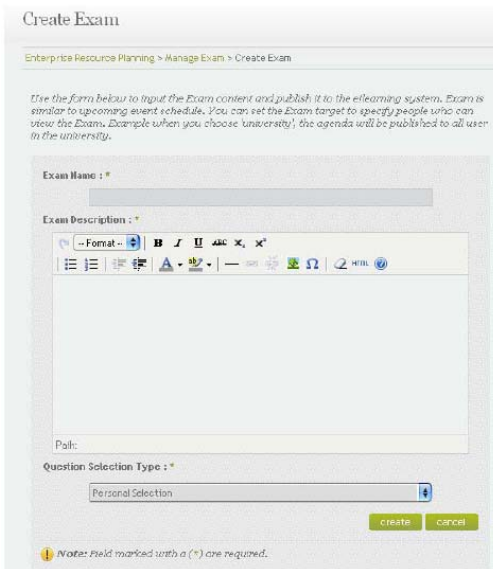 Create Exam
Enterprise Resource Planning > Manage Exam > Create Exam
Use the form below to input the Exam content and publish it to the elearning system. Exam is
similar to upcoming event schedule. You can set the Exam target to specify people who can
view the Exam. Example when you choose 'university', the agenda will be published to all user
in the university.
Exam Name : *
Exam Description : *
-- Format -- B I U ABC x, x²
A ab HTML
Path:
Question Selection Type : *
Personal Selection
create cancel
Note: Field marked with a (*) are required.